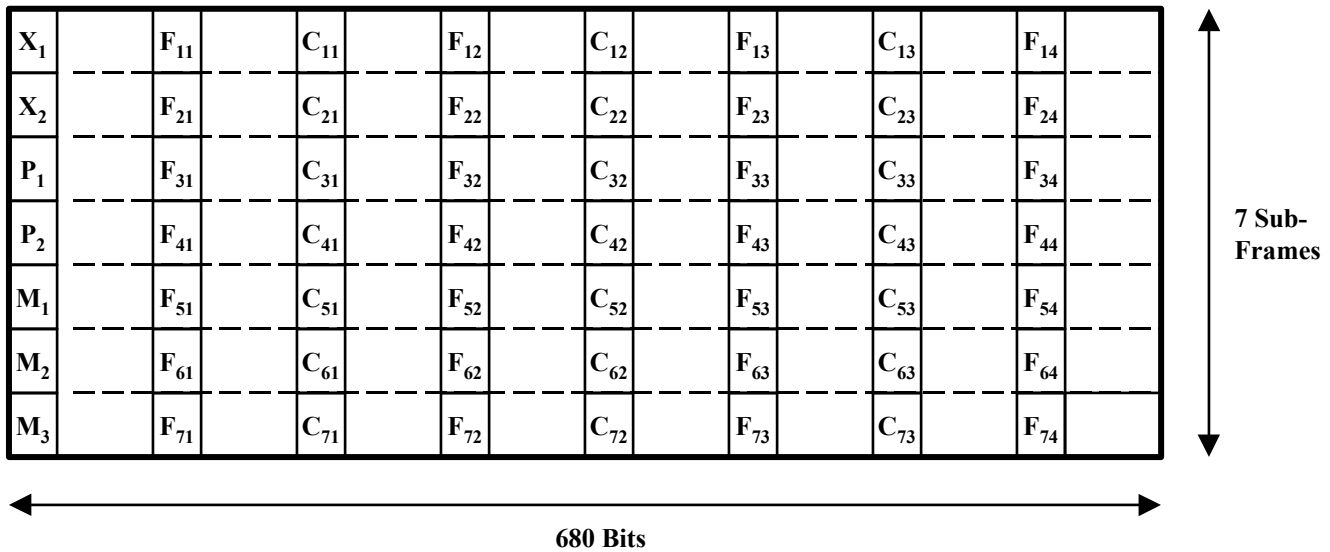 X₁ F₁₁ C₁₁ F₁₂ C₁₂ F₁₃ C₁₃ F₁₄
X₂ F₂₁ C₂₁ F₂₂ C₂₂ F₂₃ C₂₃ F₂₄
P₁ F₃₁ C₃₁ F₃₂ C₃₂ F₃₃ C₃₃ F₃₄
P₂ F₄₁ C₄₁ F₄₂ C₄₂ F₄₃ C₄₃ F₄₄
M₁ F₅₁ C₅₁ F₅₂ C₅₂ F₅₃ C₅₃ F₅₄
M₂ F₆₁ C₆₁ F₆₂ C₆₂ F₆₃ C₆₃ F₆₄
M₃ F₇₁ C₇₁ F₇₂ C₇₂ F₇₃ C₇₃ F₇₄
7 Sub-
Frames
680 Bits